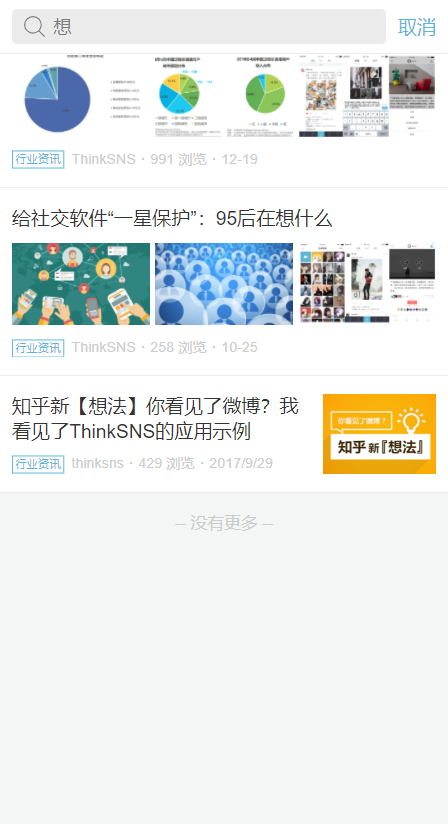 想
取消
行业资讯 ThinkSNS · 991 浏览 · 12-19
给社交软件“一星保护”：95后在想什么
行业资讯 ThinkSNS · 258 浏览 · 10-25
知乎新【想法】你看见了微博？我
看见了ThinkSNS的应用示例
你看见了微博？
知乎新『想法』
行业资讯 thinksns · 429 浏览 · 2017/9/29
-- 没有更多 --